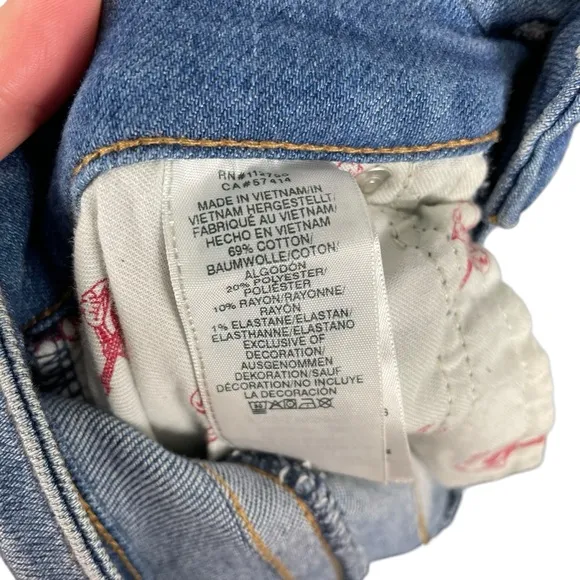 CA#57414
MADE IN VIETNAM/IN
VIETNAM HERGESTELLT/
FABRIQUÉ AU VIETNAM/
HECHO EN VIETNAM
69% COTTON/
BAUMWOLLE/COTON/
ALGODÓN
20% POLYESTER/
POLIÉSTER
10% RAYON/RAYONNE/
RAYÓN
1% ELASTANE/ELASTAN/
ELASTHANNE/ELASTANO
EXCLUSIVE OF
DECORATION/
AUSGENOMMEN
DEKORATION/SAUF
DÉCORATION/NO INCLUYE
LA DECORACIÓN